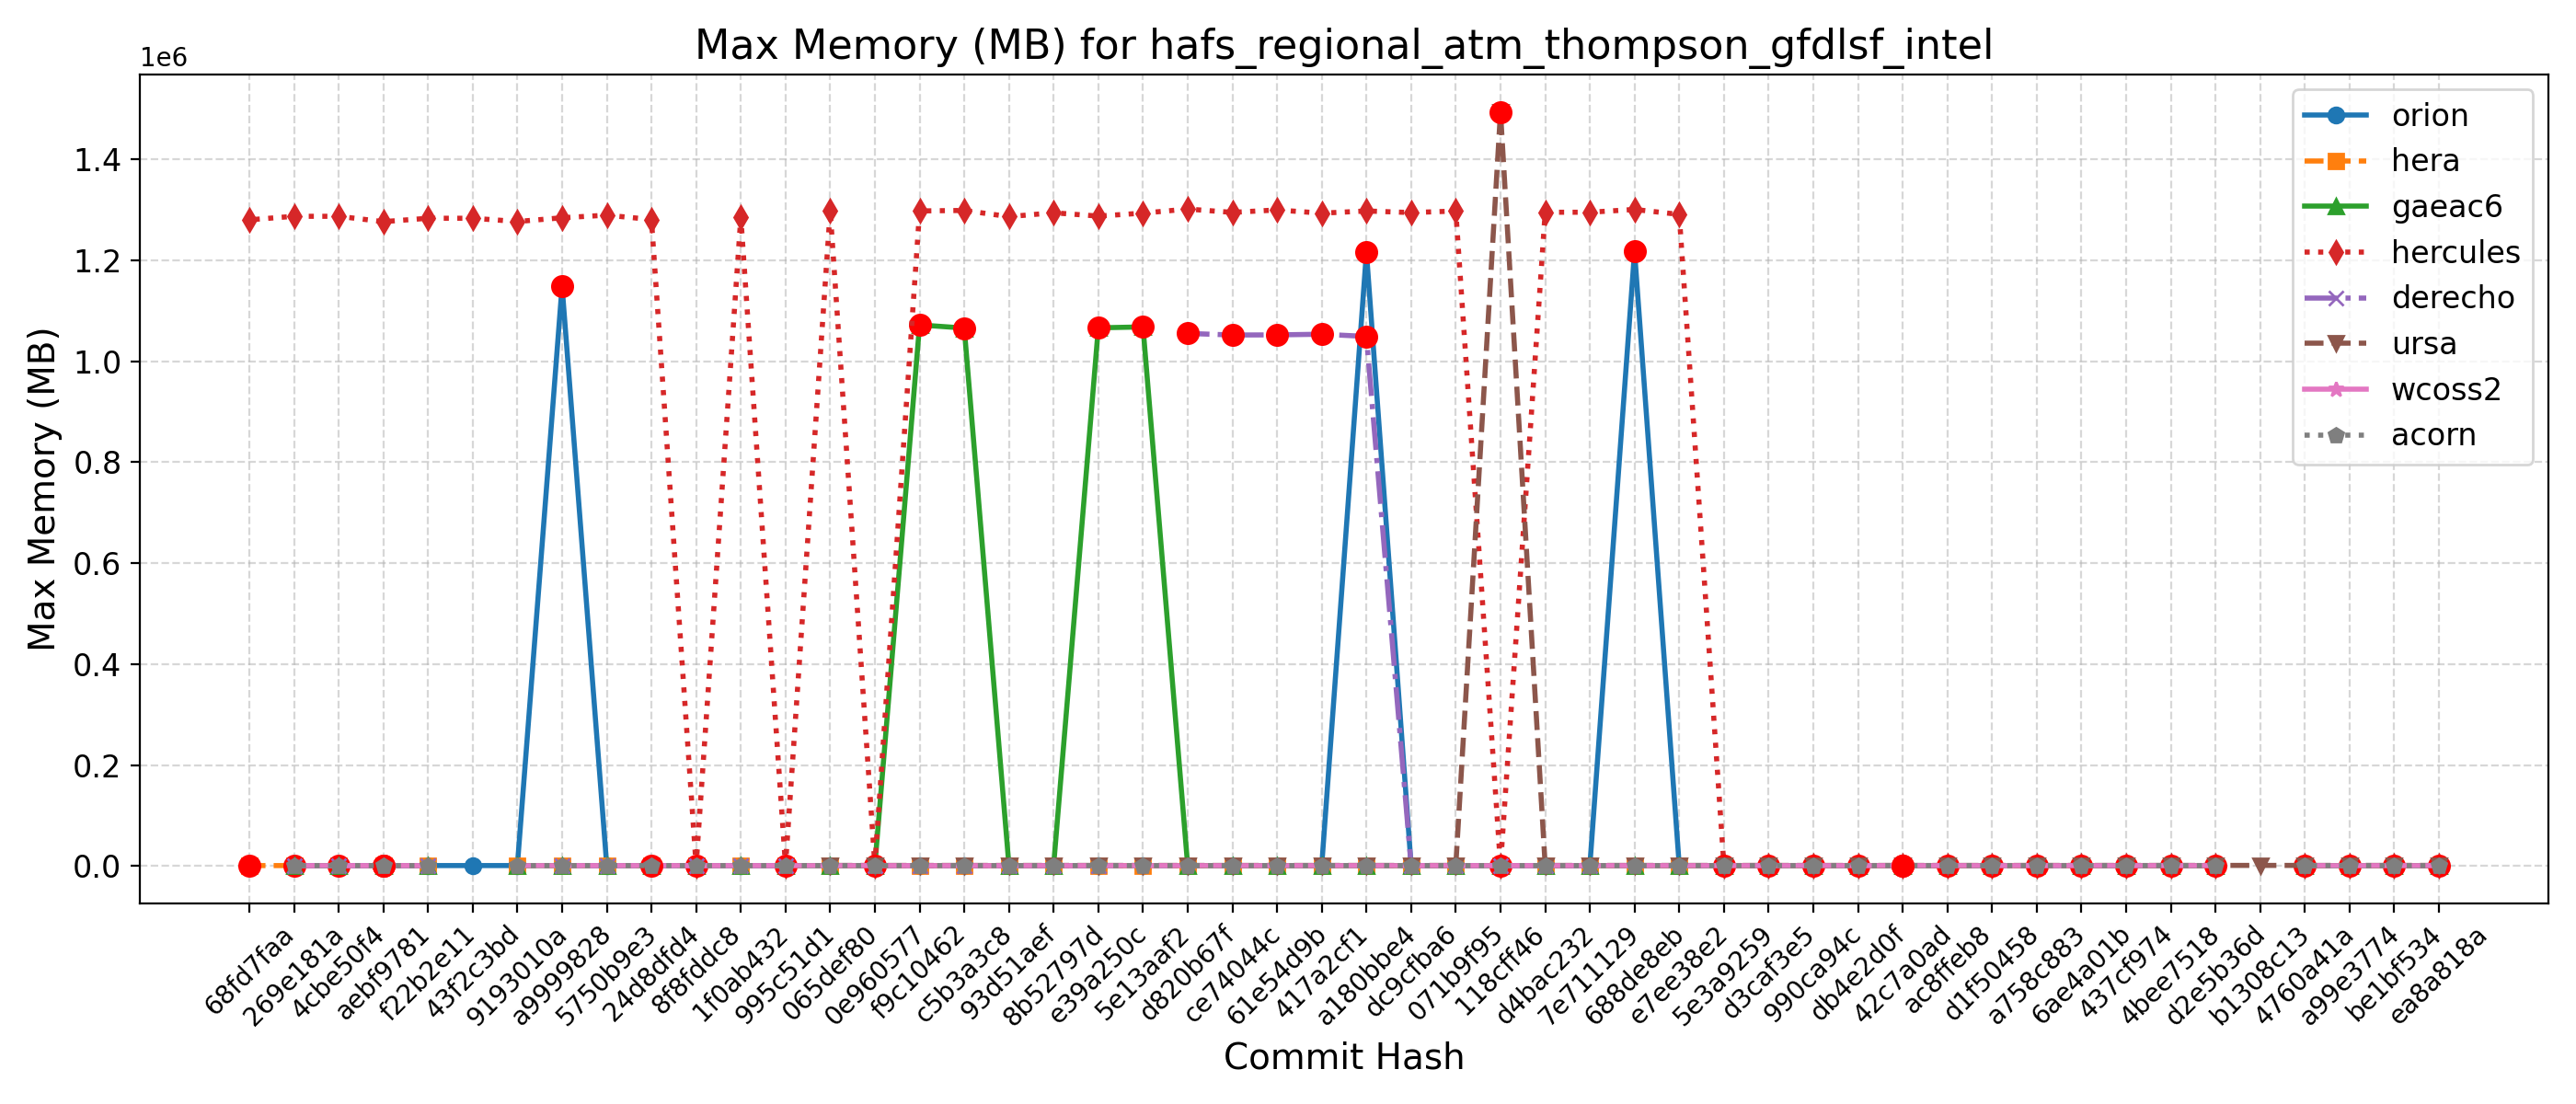 Max Memory (MB) for hafs_regional_atm_thompson_gfdlsf_intel
1e6
Max Memory (MB)
1.4
1.2
1.0
0.8
0.6
0.4
0.2
0.0
orion
hera
gaeac6
hercules
derecho
ursa
wcoss2
acorn
68fd7faa
269e181a
4cbe50f4
aebf9781
f22b2e11
43f2c3bd
9193010a
a9999828
5750b9e3
24d8dfd4
8f8fddc8
1f0ab432
995c51d1
065def80
0e960577
f9c10462
c5b3a3c8
93d51aef
8b52797d
e39a250c
5e13aaf2
d820b67f
ce74044c
61e54d9b
417a2cf1
a180bbe4
dc9cfba6
071b9f95
118cff46
d4bac232
7e711129
688de8eb
e7ee38e2
5e3a9259
d3caf3e5
990ca94c
db4e2d0f
42c7a0ad
ac8ffeb8
d1f50458
a758c883
6ae4a01b
437cf974
4bee7518
d2e5b36d
b1308c13
4760a41a
a99e3774
be1bf534
ea8a818a
Commit Hash